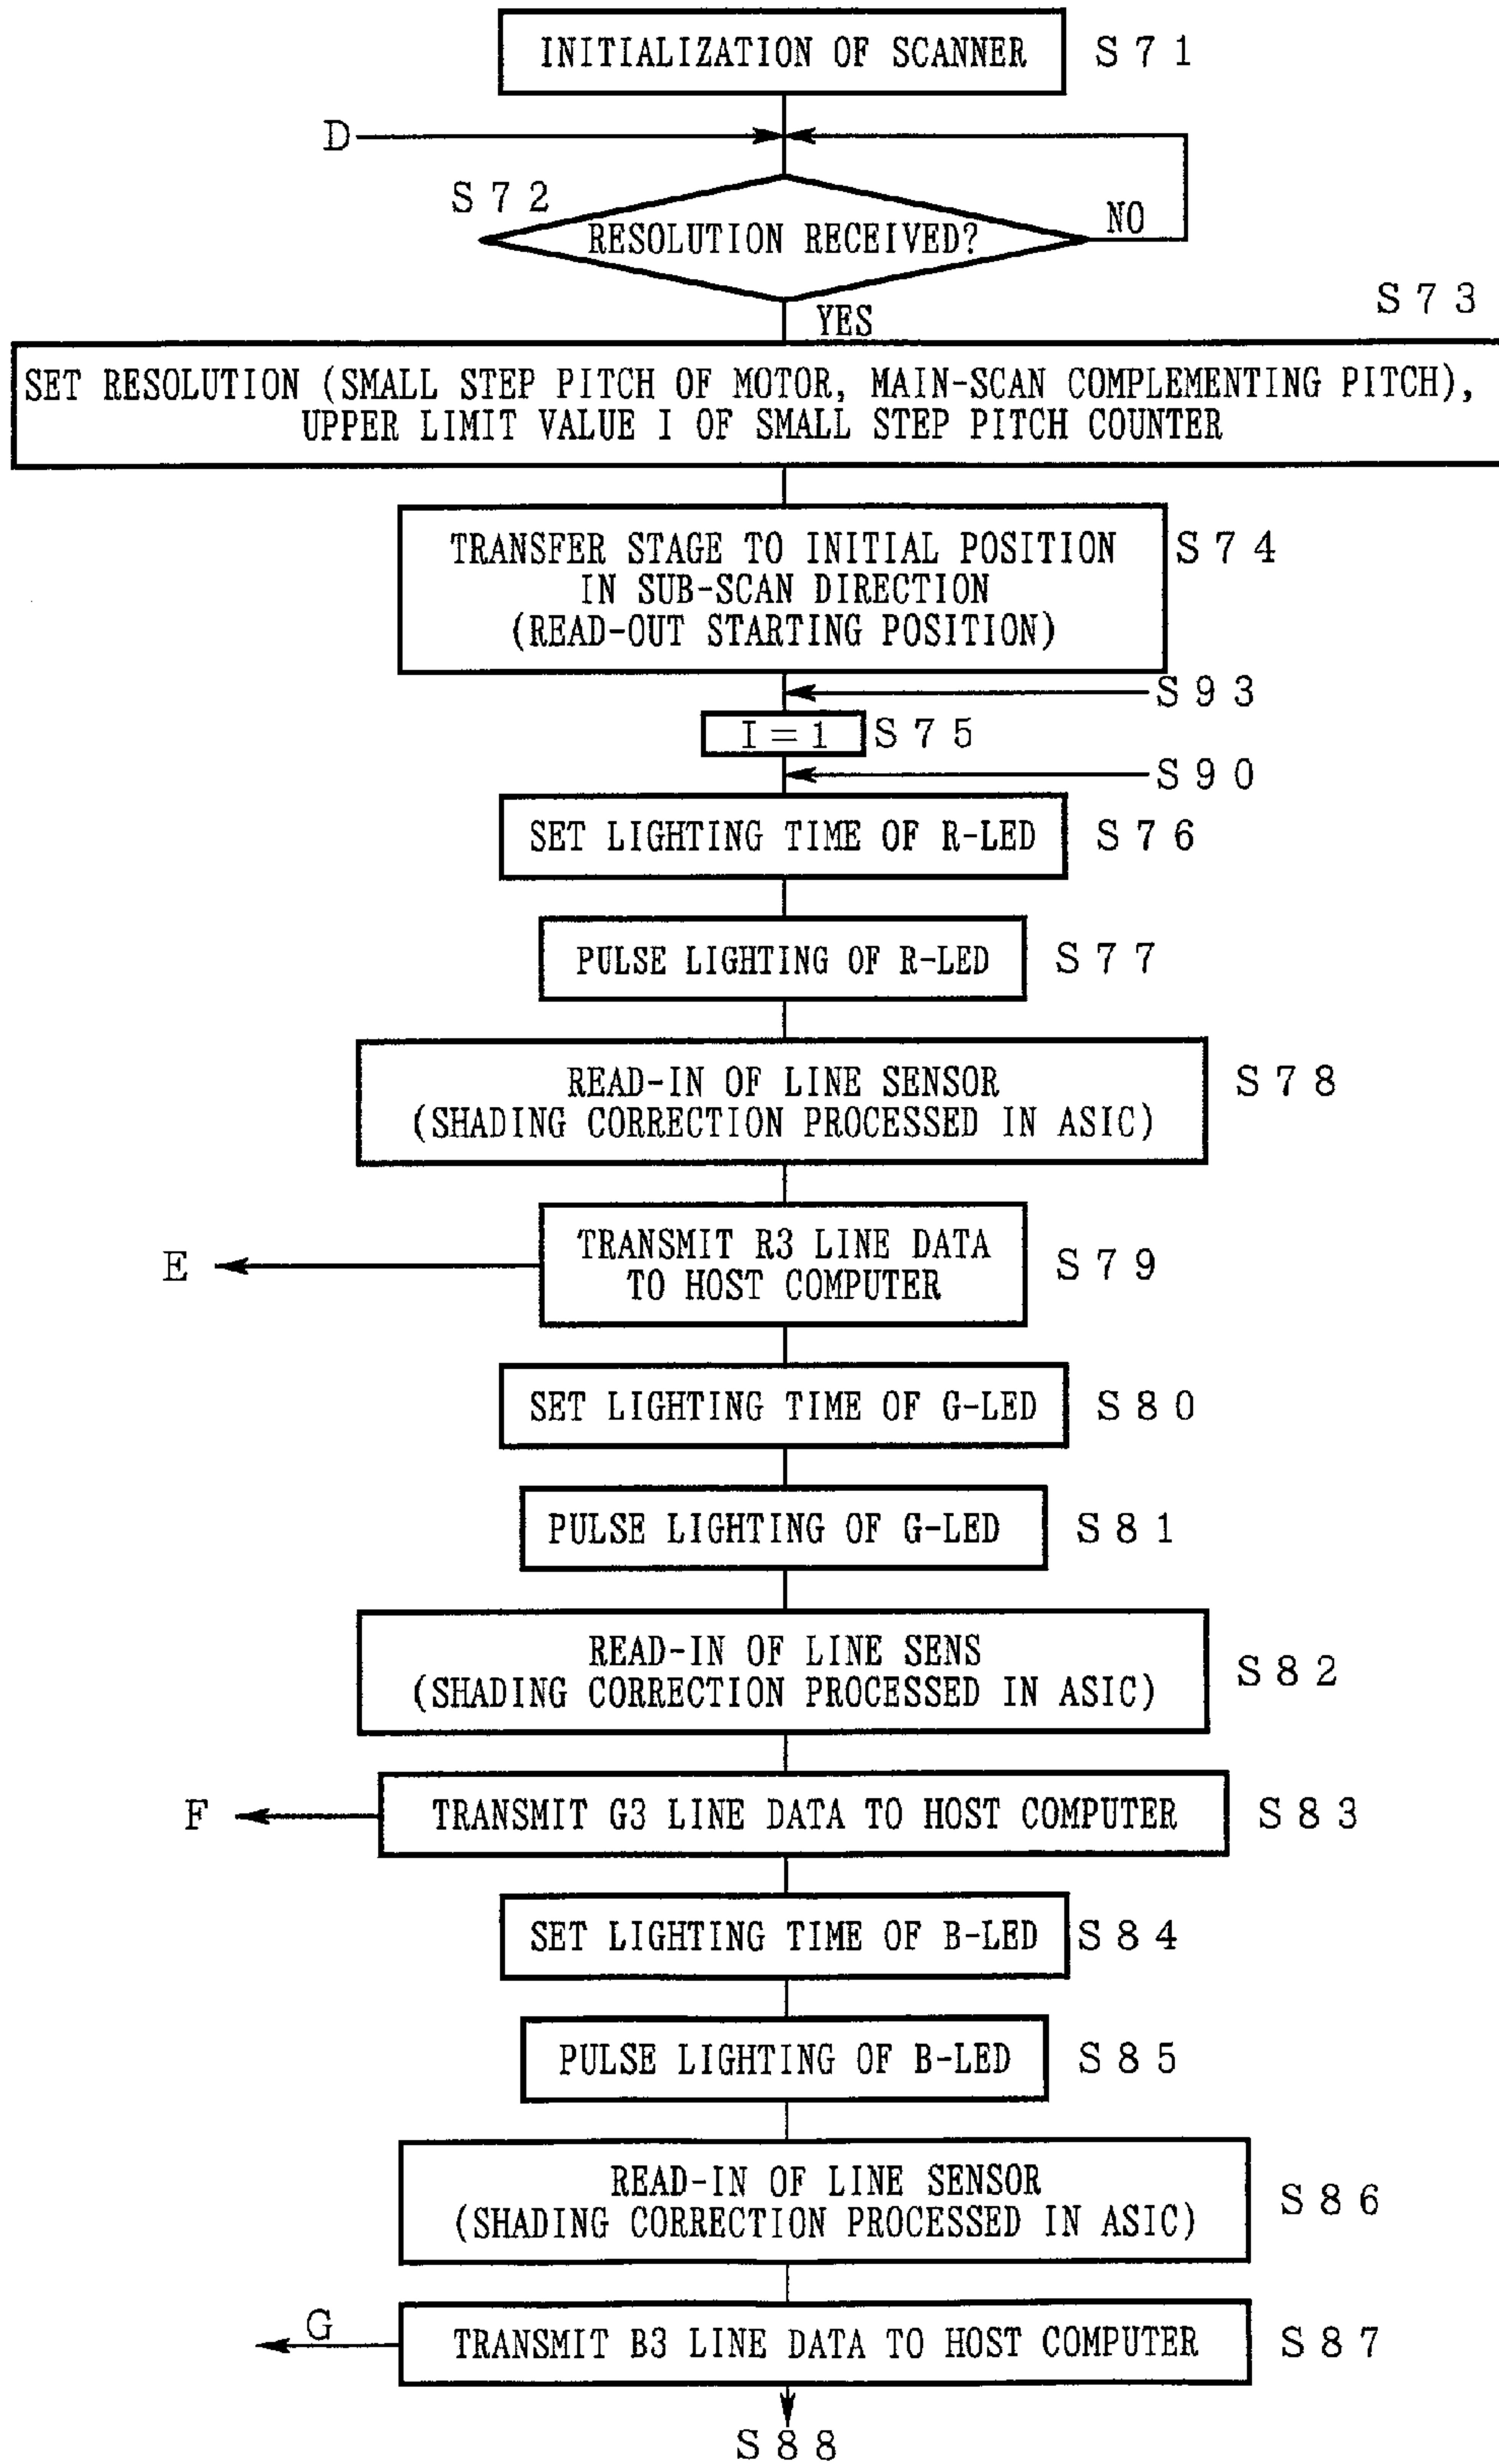 INITIALIZATION OF SCANNER
S71
D
S72
RESOLUTION RECEIVED?
NO
YES
S73
SET RESOLUTION (SMALL STEP PITCH OF MOTOR, MAIN-SCAN COMPLEMENTING PITCH),
UPPER LIMIT VALUE I OF SMALL STEP PITCH COUNTER
TRANSFER STAGE TO INITIAL POSITION
IN SUB-SCAN DIRECTION
(READ-OUT STARTING POSITION)
S74
S93
I=1
S75
S90
SET LIGHTING TIME OF R-LED
S76
PULSE LIGHTING OF R-LED
S77
READ-IN OF LINE SENSOR
(SHADING CORRECTION PROCESSED IN ASIC)
S78
TRANSMIT R3 LINE DATA
TO HOST COMPUTER
S79
E
SET LIGHTING TIME OF G-LED
S80
PULSE LIGHTING OF G-LED
S81
READ-IN OF LINE SENS
(SHADING CORRECTION PROCESSED IN ASIC)
S82
F
TRANSMIT G3 LINE DATA TO HOST COMPUTER
S83
SET LIGHTING TIME OF B-LED
S84
PULSE LIGHTING OF B-LED
S85
READ-IN OF LINE SENSOR
(SHADING CORRECTION PROCESSED IN ASIC)
S86
G
TRANSMIT B3 LINE DATA TO HOST COMPUTER
S87
S88